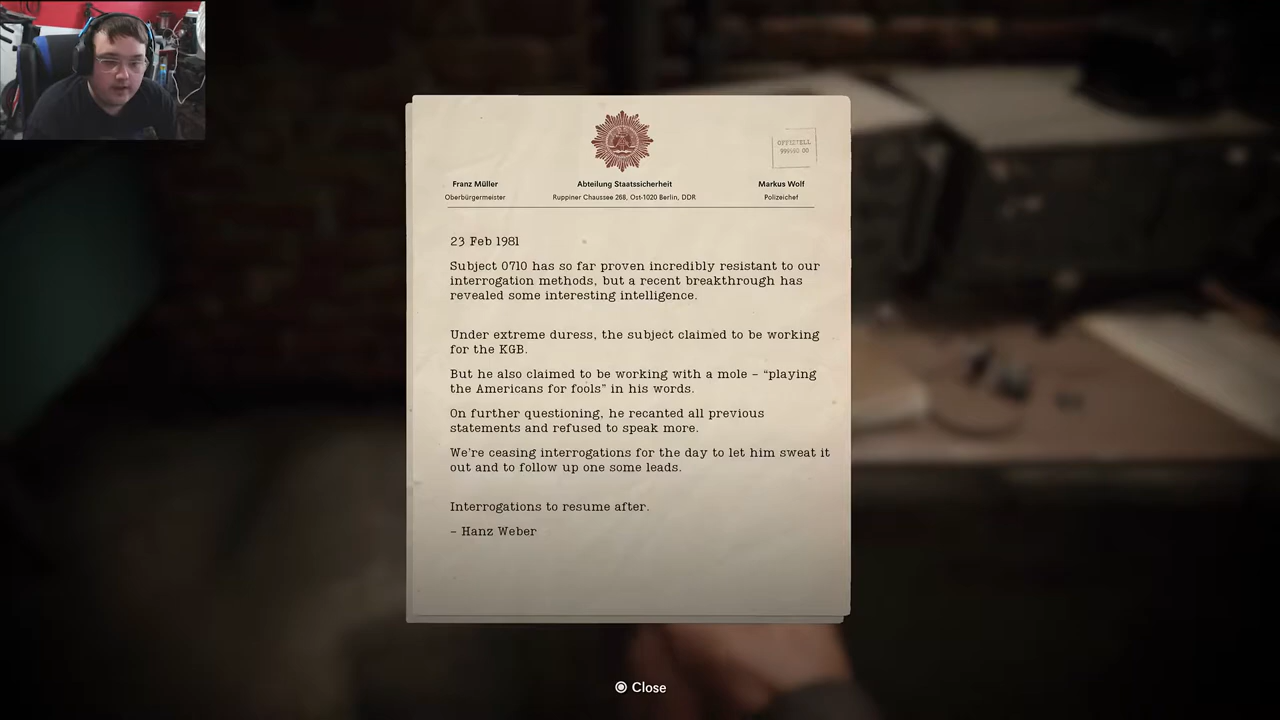 OFFIZIELL
Franz Müller
Abteilung Staatssicherheit
Markus Wolf
Oberbürgermeister
Ruppiner Chaussee 268, Ost-1020 Berlin, DDR
Polizeichef
23 Feb 1981
Subject 0710 has so far proven incredibly resistant to our
interrogation methods, but a recent breakthrough has
revealed some interesting intelligence.
Under extreme duress, the subject claimed to be working
for the KGB.
But he also claimed to be working with a mole – “playing
the Americans for fools” in his words.
On further questioning, he recanted all previous
statements and refused to speak more.
We’re ceasing interrogations for the day to let him sweat it
out and to follow up one some leads.
Interrogations to resume after.
– Hanz Weber
Close